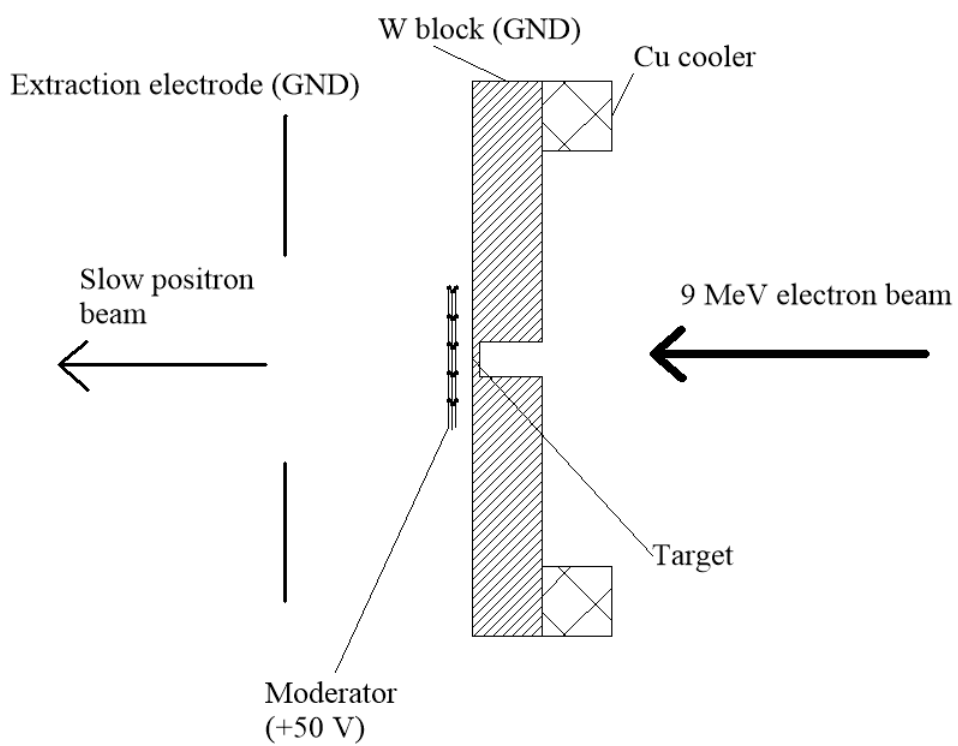 W block (GND)
Cu cooler
Extraction electrode (GND)
Slow positron
beam
9 MeV electron beam
Target
Moderator
(+50 V)